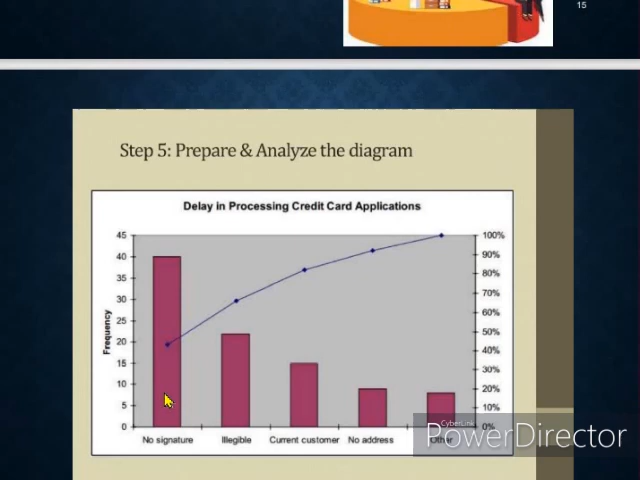 15
Step 5: Prepare & Analyze the diagram
Delay in Processing Credit Card Applications
45
40
35
30
25
20
15
10
5
0
Frequency
100%
90%
80%
70%
60%
50%
40%
30%
20%
10%
0%
No signature
Illegible
Current customer
No address
Other
CyberLink
PowerDirector